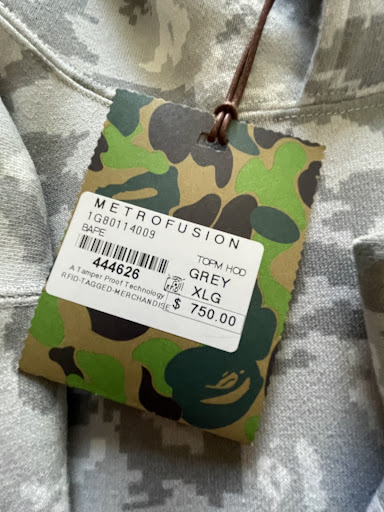 METROFUSION
1G80114009
BAPE
TOPM HOD
444626
GREY
XLG
A Tamper Proof Technology
RFID-TAGGED-MERCHANDISE
$ 750.00